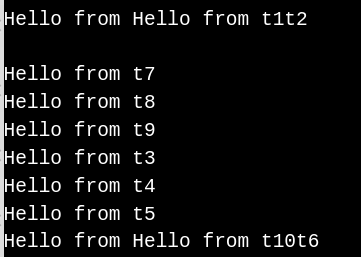 Hello from Hello from t1t2
Hello from t7
Hello from t8
Hello from t9
Hello from t3
Hello from t4
Hello from t5
Hello from Hello from t10t6